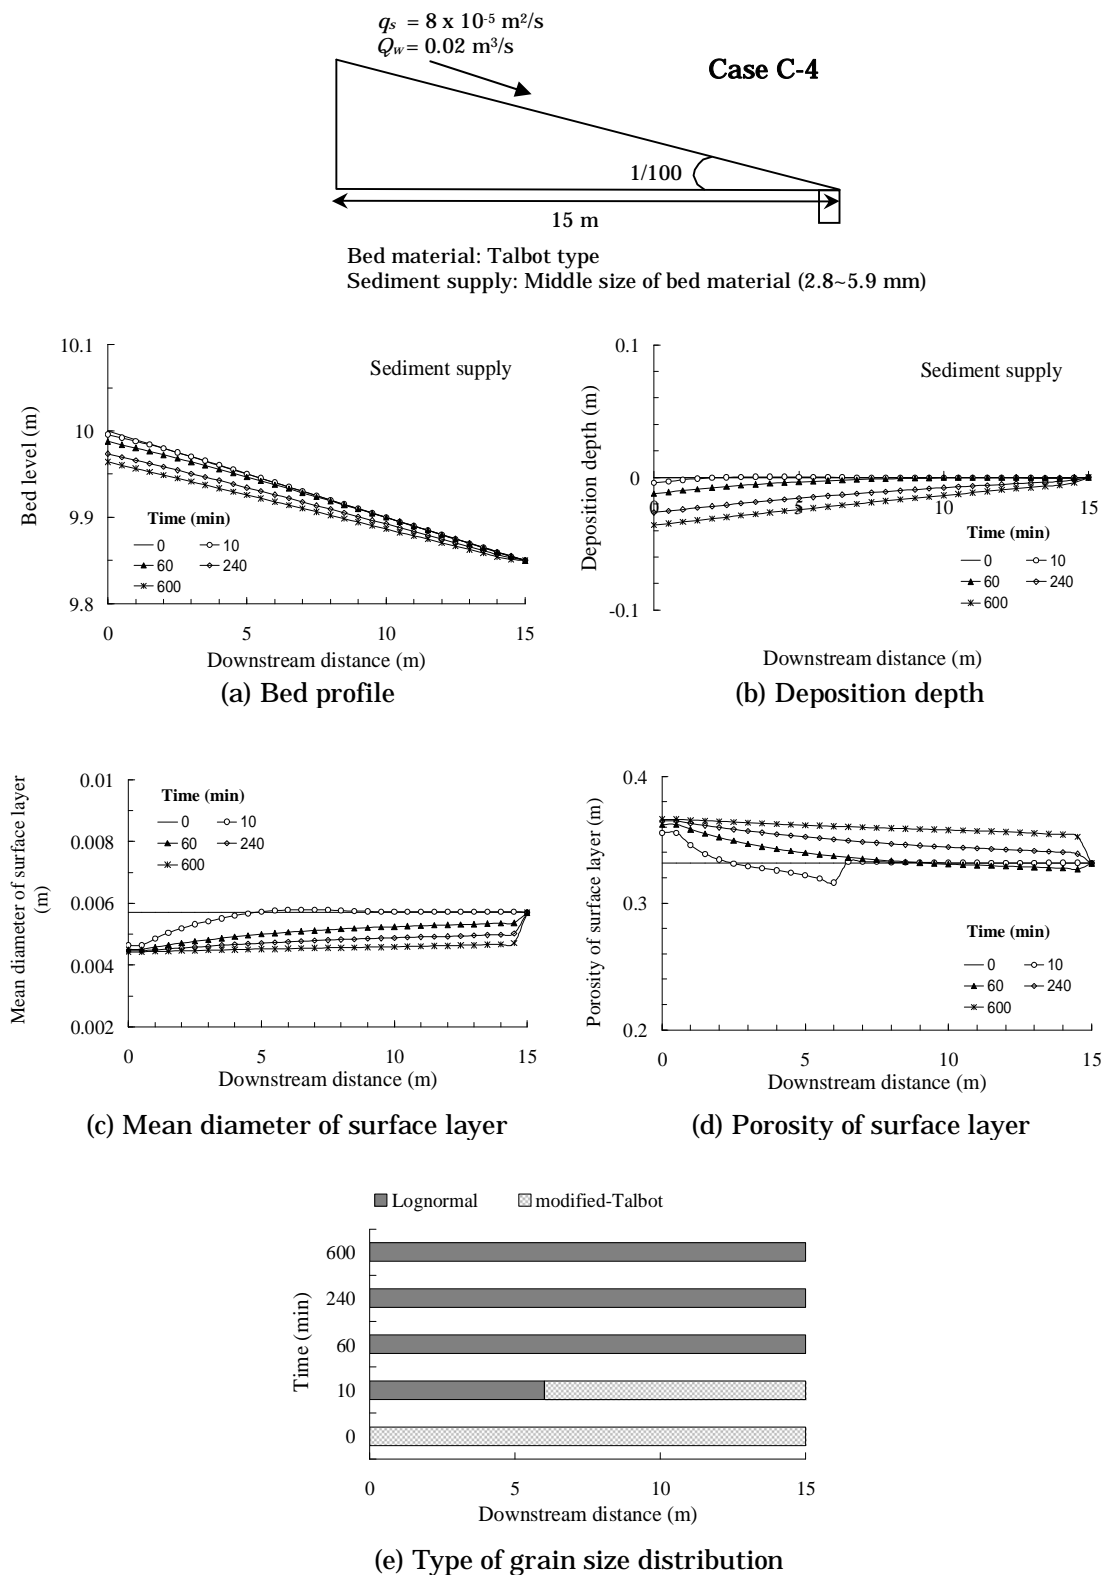 qs = 8 x 10-5 m2/s
Qw = 0.02 m3/s
Case C-4
1/100
15 m
Bed material: Talbot type
Sediment supply: Middle size of bed material (2.8~5.9 mm)
10.1
10
9.9
9.8
Bed level (m)
Sediment supply
Time (min)
0 10
60 240
600
0 5 10 15
Downstream distance (m)
(a) Bed profile
0.1
0
-0.1
Deposition depth (m)
Sediment supply
0 5 10 15
Time (min)
0 10
60 240
600
Downstream distance (m)
(b) Deposition depth
0.01
0.008
0.006
0.004
0.002
Mean diameter of surface layer
(m)
Time (min)
0 10
60 240
600
0 5 10 15
Downstream distance (m)
(c) Mean diameter of surface layer
0.4
0.3
0.2
Porosity of surface layer (m)
Time (min)
0 10
60 240
600
0 5 10 15
Downstream distance (m)
(d) Porosity of surface layer
Lognormal modified-Talbot
600
240
60
10
0
Time (min)
0 5 10 15
Downstream distance (m)
(e) Type of grain size distribution